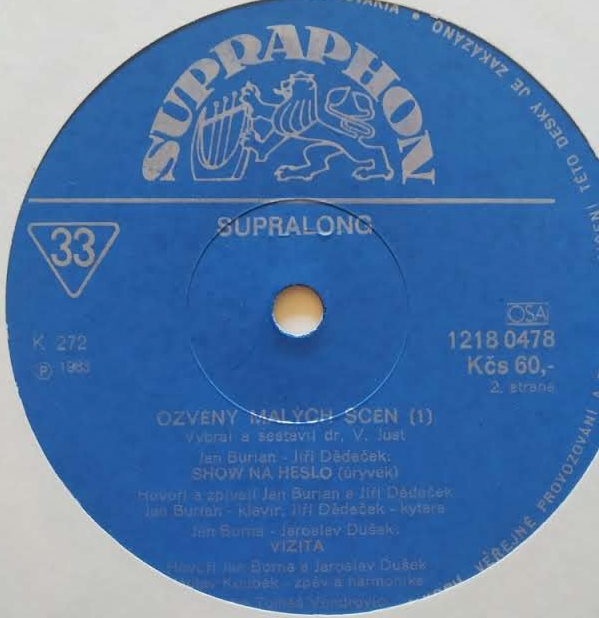 SUPRAPHON
SUPRALONG
33
K 272
Ⓟ 1983
OSA
1218 0478
Kčs 60,-
2. strana
OZVĚNY MALÝCH SCÉN (1)
Vybral a sestavil dr. V. Just
Jan Burian - Jiří Dědeček:
SHOW NA HESLO (úryvek)
Hovoří a zpívají Jan Burian a Jiří Dědeček
Jan Burian - klavír, Jiří Dědeček - kytara
Jan Borna - Jaroslav Dušek:
VIZITA
Hovoří Jan Borna a Jaroslav Dušek
Koubek - zpěv a harmonika
Tomáš
VEŘEJNÉ PROVOZOVÁNÍ A
TÉTO DESKY JE ZAKÁZÁNO •